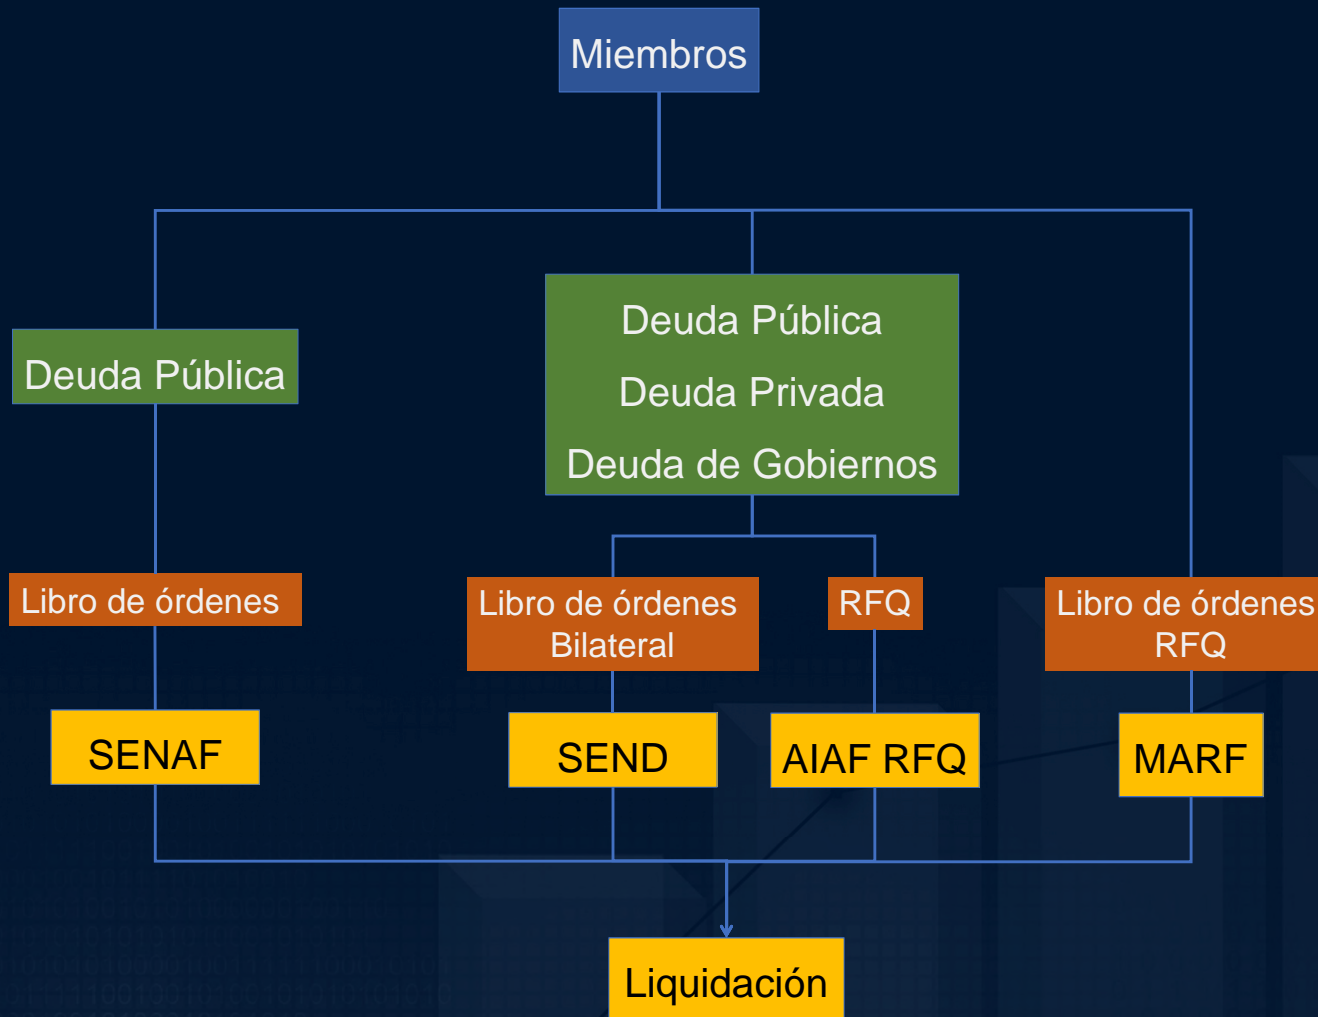 Miembros
Deuda Pública
Deuda Pública
Deuda Privada
Deuda de Gobiernos
Libro de órdenes
Libro de órdenes
Bilateral
RFQ
Libro de órdenes
RFQ
SENAF
SEND
AIAF RFQ
MARF
Liquidación